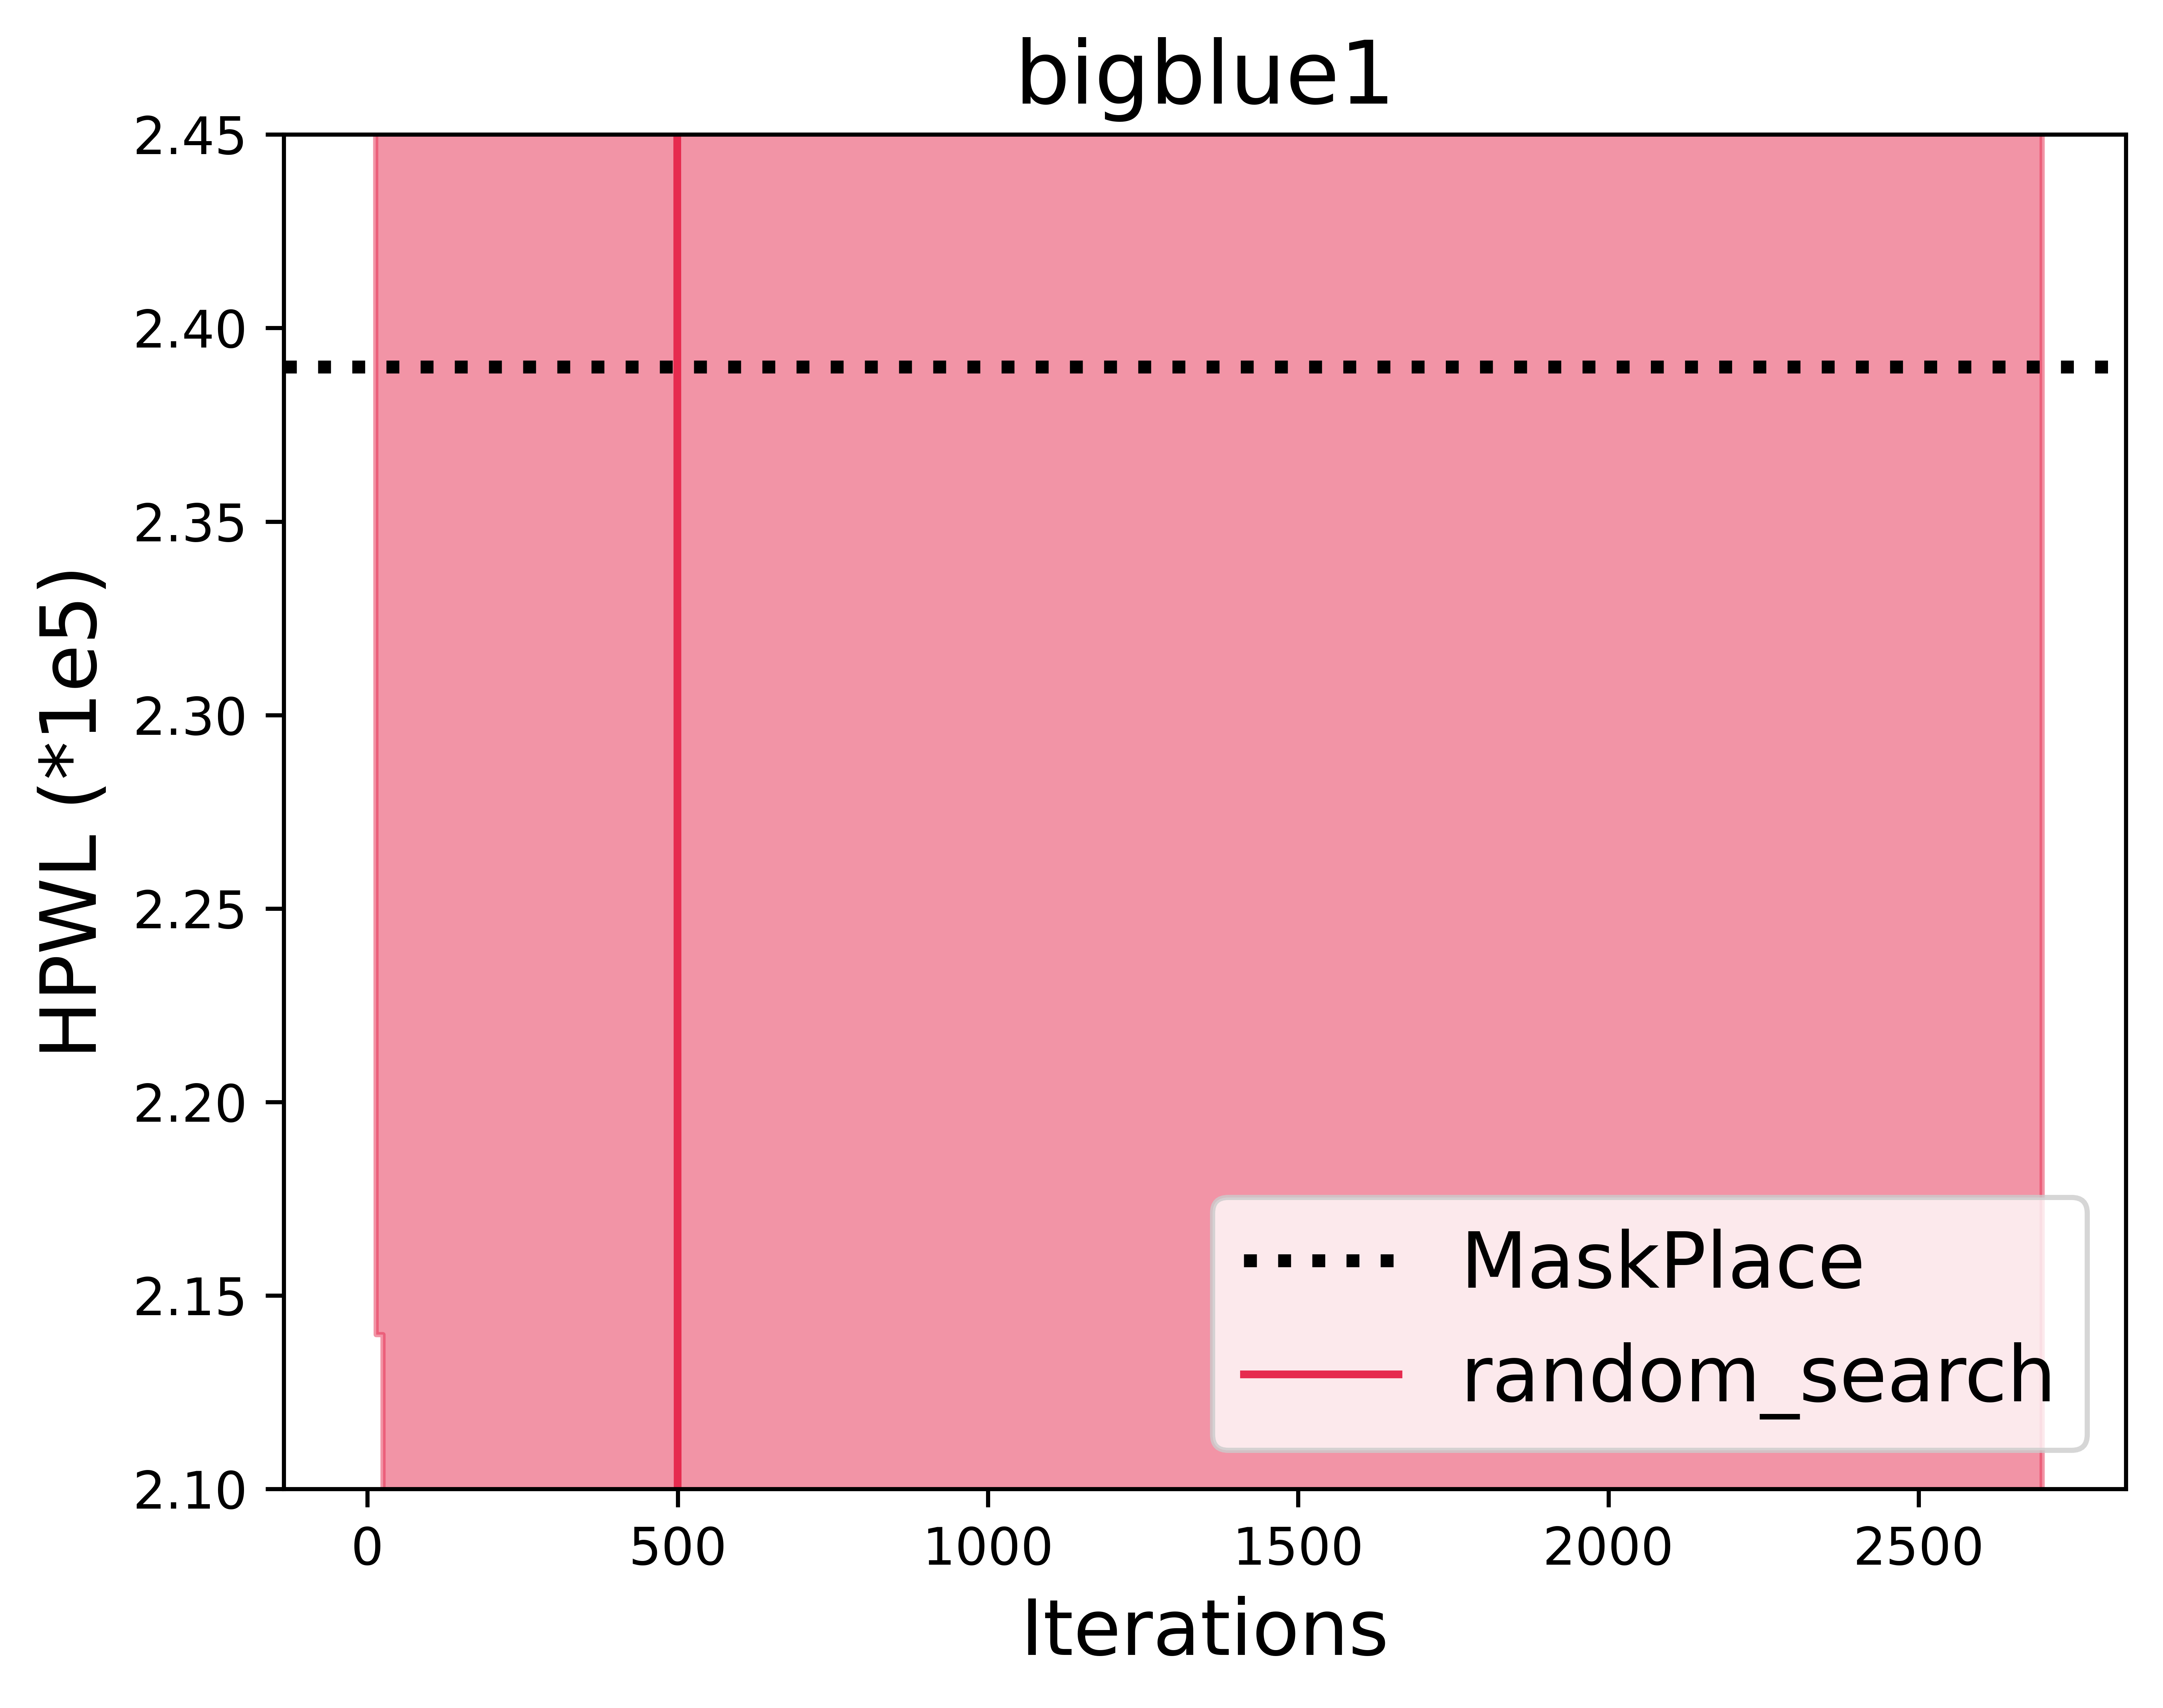 bigblue1
2.45
2.40
2.35
2.30
2.25
2.20
2.15
2.10
HPWL (*1e5)
MaskPlace
random_search
0 500 1000 1500 2000 2500
Iterations